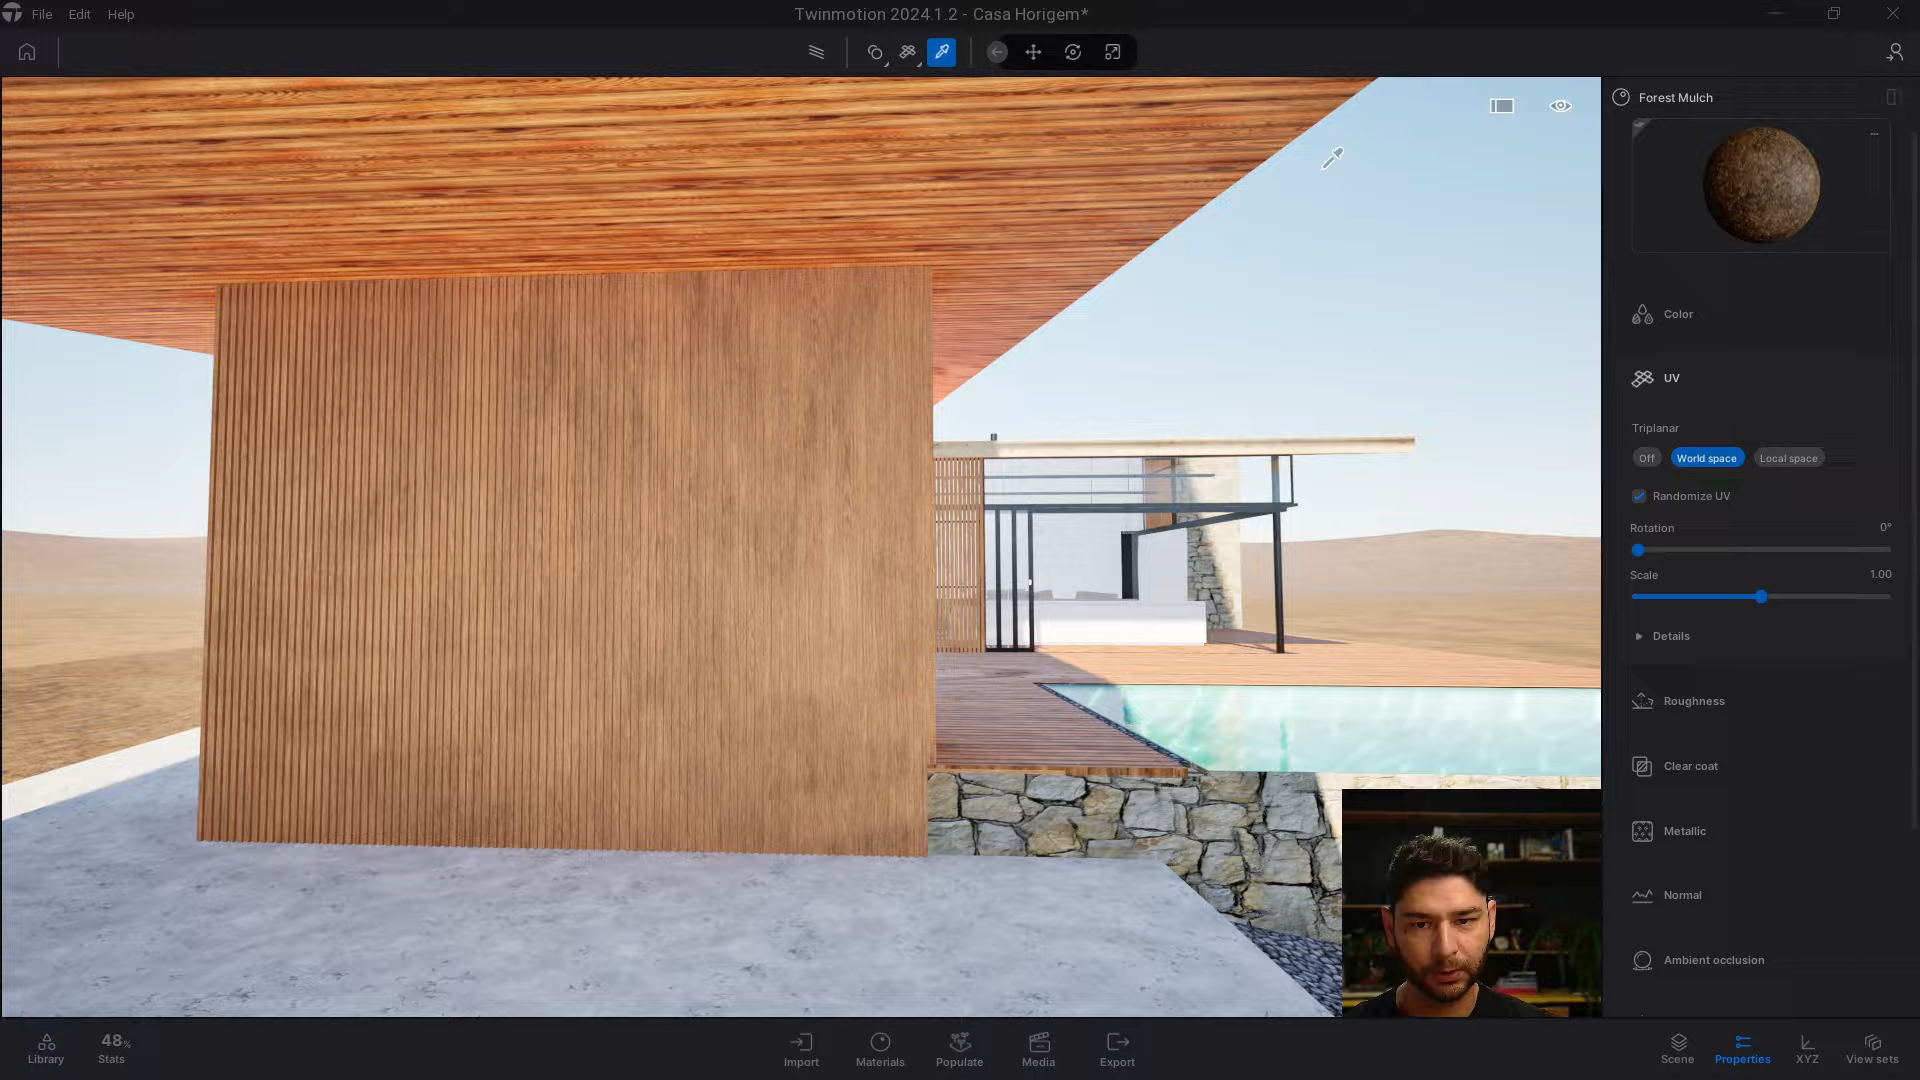 File Edit Help
Twinmotion 2024.1.2 - Casa Horigem*
Forest Mulch
Color
UV
Triplanar
Off World space Local space
Randomize UV
Rotation 0°
Scale 1.00
Details
Roughness
Clear coat
Metallic
Normal
Ambient occlusion
48%
Library Stats Import Materials Populate Media Export Scene Properties XYZ View sets